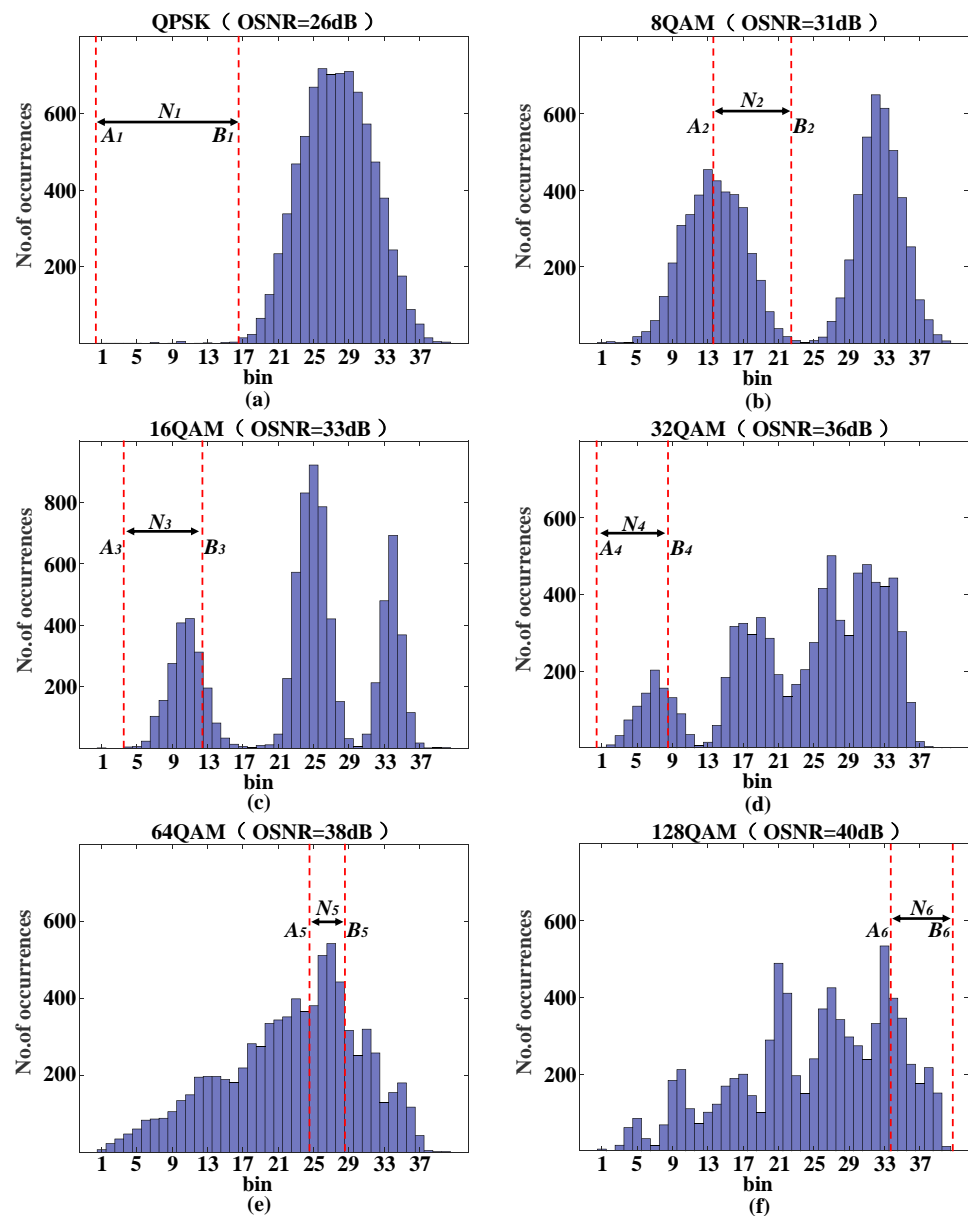 QPSK（OSNR=26dB）
No.of occurrences
600
400
200
N1
A1 B1
1 5 9 13 17 21 25 29 33 37
bin
(a)
8QAM（OSNR=31dB）
No.of occurrences
600
400
200
N2
A2 B2
1 5 9 13 17 21 25 29 33 37
bin
(b)
16QAM（OSNR=33dB）
No.of occurrences
800
600
400
200
N3
A3 B3
1 5 9 13 17 21 25 29 33 37
bin
(c)
32QAM（OSNR=36dB）
No.of occurrences
600
400
200
N4
A4 B4
1 5 9 13 17 21 25 29 33 37
bin
(d)
64QAM（OSNR=38dB）
No.of occurrences
600
400
200
N5
A5 B5
1 5 9 13 17 21 25 29 33 37
bin
(e)
128QAM（OSNR=40dB）
No.of occurrences
600
400
200
N6
A6 B6
1 5 9 13 17 21 25 29 33 37
bin
(f)